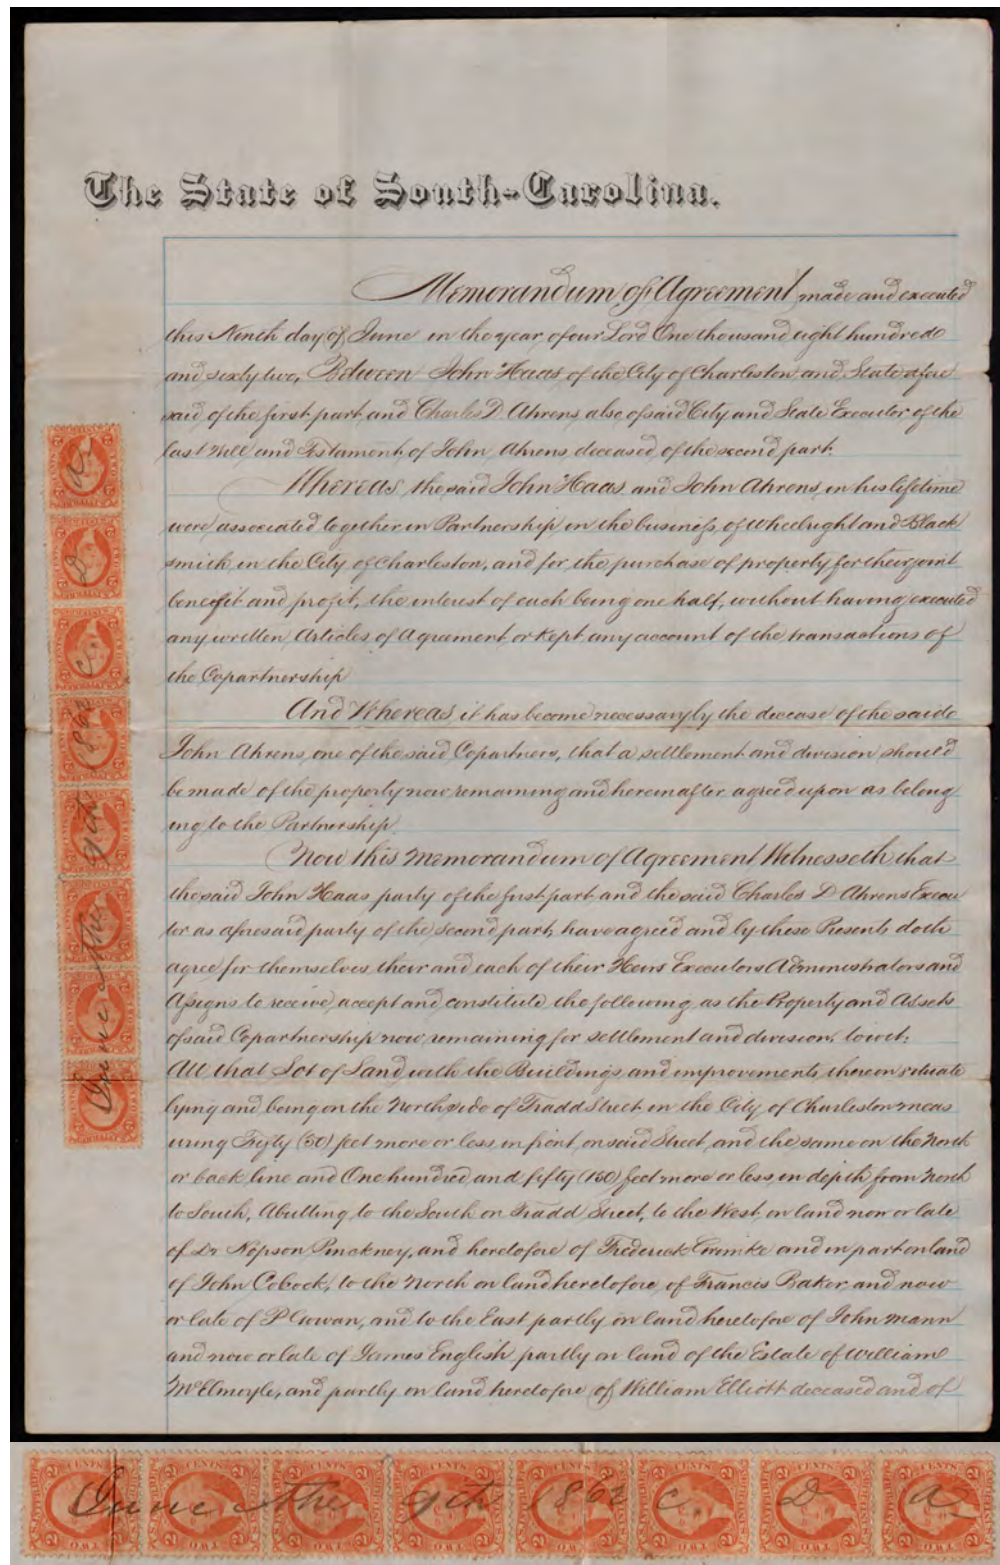 The State of South-Carolina.
Memorandum of Agreement made and executed
this Ninth day of June in the year of our Lord One thousand eight hundred
and sixty two, Between John Haas of the City of Charleston and State afore
said of the first part and Charles D. Ahrens also of said City and State Executor of the
last Will and Testament of John Ahrens deceased of the second part.
Whereas the said John Haas and John Ahrens, in his lifetime
were associated together in Partnership in the business of Wheelright and Black
smith in the City of Charleston, and for the purchase of property for their joint
benefit and profit, the interest of each being one half, without having executed
any written Articles of Agreement or Kept any account of the transactions of
the Copartnership
And Whereas it has become necessary by the decease of the said
John Ahrens, one of the said Copartners, that a settlement and division should
be made of the property now remaining and hereinafter agreed upon as belong
ing to the Partnership.
Now this Memorandum of Agreement Witnesseth that
the said John Haas party of the first part and the said Charles D Ahrens Execu
tor as aforesaid party of the second part, have agreed and by these Presents doth
agree for themselves their and each of their Heirs Executors Administrators and
Assigns to receive, accept and constitute the following as the Property and Assets
of said Copartnership now remaining for settlement and division, towit:
All that Lot of Land with the Buildings and improvements thereon situate
lying and being on the North side of Tradd Street in the City of Charleston meas
uring Fifty (50) feet more or less in front on said Street, and the same on the North
or back line and One hundred and fifty (150) feet more or less in depth from North
to South, Abutting to the South on Tradd Street, to the West on land now or late
of Dr Hopson Pinckney, and heretofore of Frederick Grimke and in part on land
of John Cobock, to the North on land heretofore of Francis Baker, and now
or late of P Cowan, and to the East partly on land heretofore of John Mann
and now or late of James English partly on land of the Estate of William
McElmoyle, and partly on land heretofore of William Elliott deceased and of
June the 9th 1862 C. D A
June the 9th 1862 C. D A